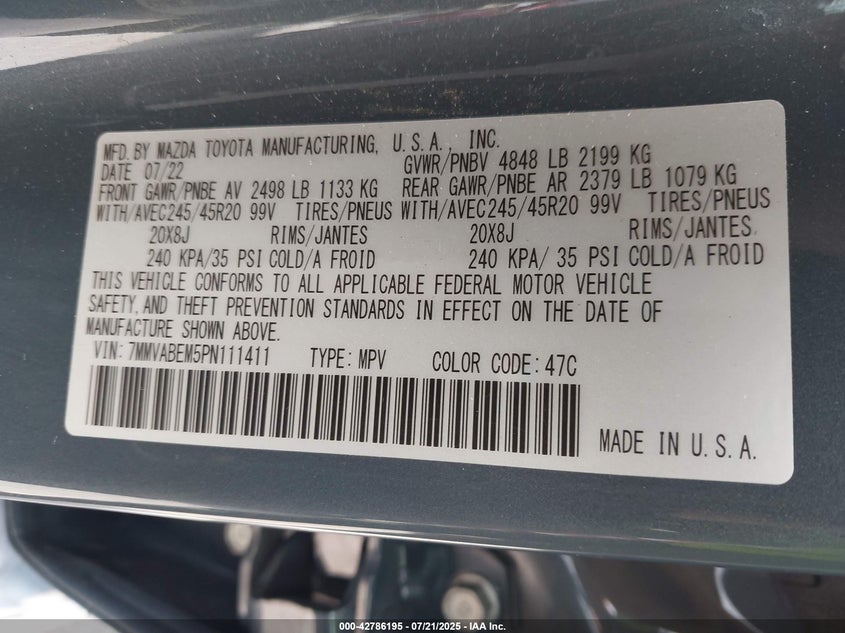 MFD. BY MAZDA TOYOTA MANUFACTURING, U.S.A., INC.
DATE 07/22 GVWR/PNBV 4848 LB 2199 KG
FRONT GAWR/PNBE AV 2498 LB 1133 KG REAR GAWR/PNBE AR 2379 LB 1079 KG
WITH/AVEC245/45R20 99V TIRES/PNEUS WITH/AVEC245/45R20 99V TIRES/PNEUS
20X8J RIMS/JANTES 20X8J RIMS/JANTES
240 KPA/35 PSI COLD/A FROID 240 KPA/ 35 PSI COLD/A FROID
THIS VEHICLE CONFORMS TO ALL APPLICABLE FEDERAL MOTOR VEHICLE
SAFETY, AND THEFT PREVENTION STANDARDS IN EFFECT ON THE DATE OF
MANUFACTURE SHOWN ABOVE.
VIN: 7MMVABEM5PN111411 TYPE: MPV COLOR CODE: 47C
MADE IN U.S.A.
000-42786195 - 07/21/2025 - IAA Inc.